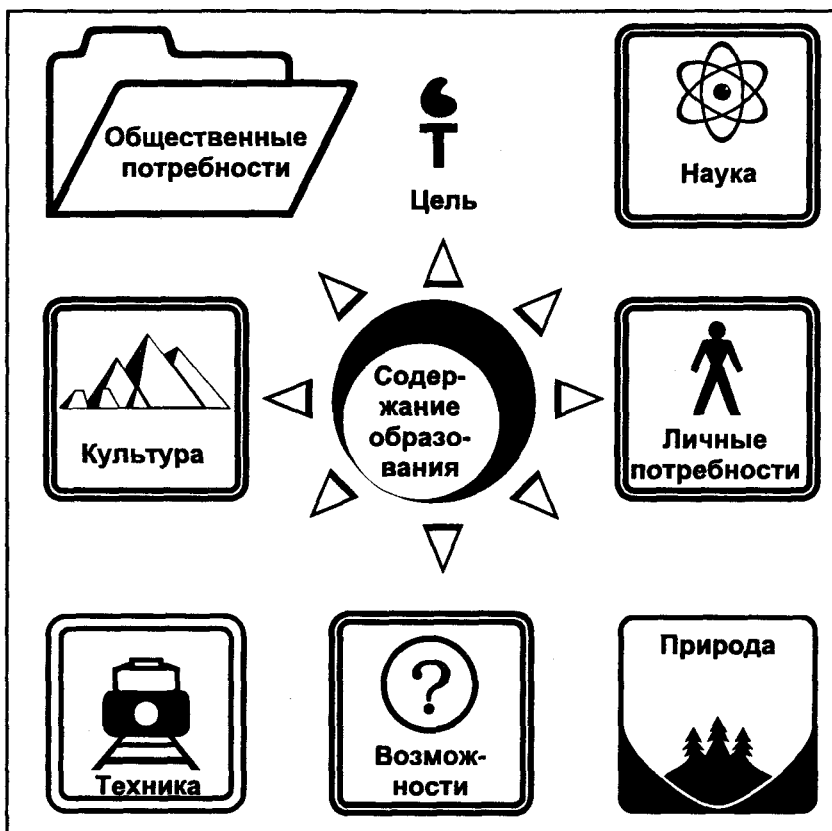 Общественные
потребности
Цель
Наука
Культура
Содер-
жание
образо-
вания
Личные
потребности
Техника
?
Возмож-
ности
Природа